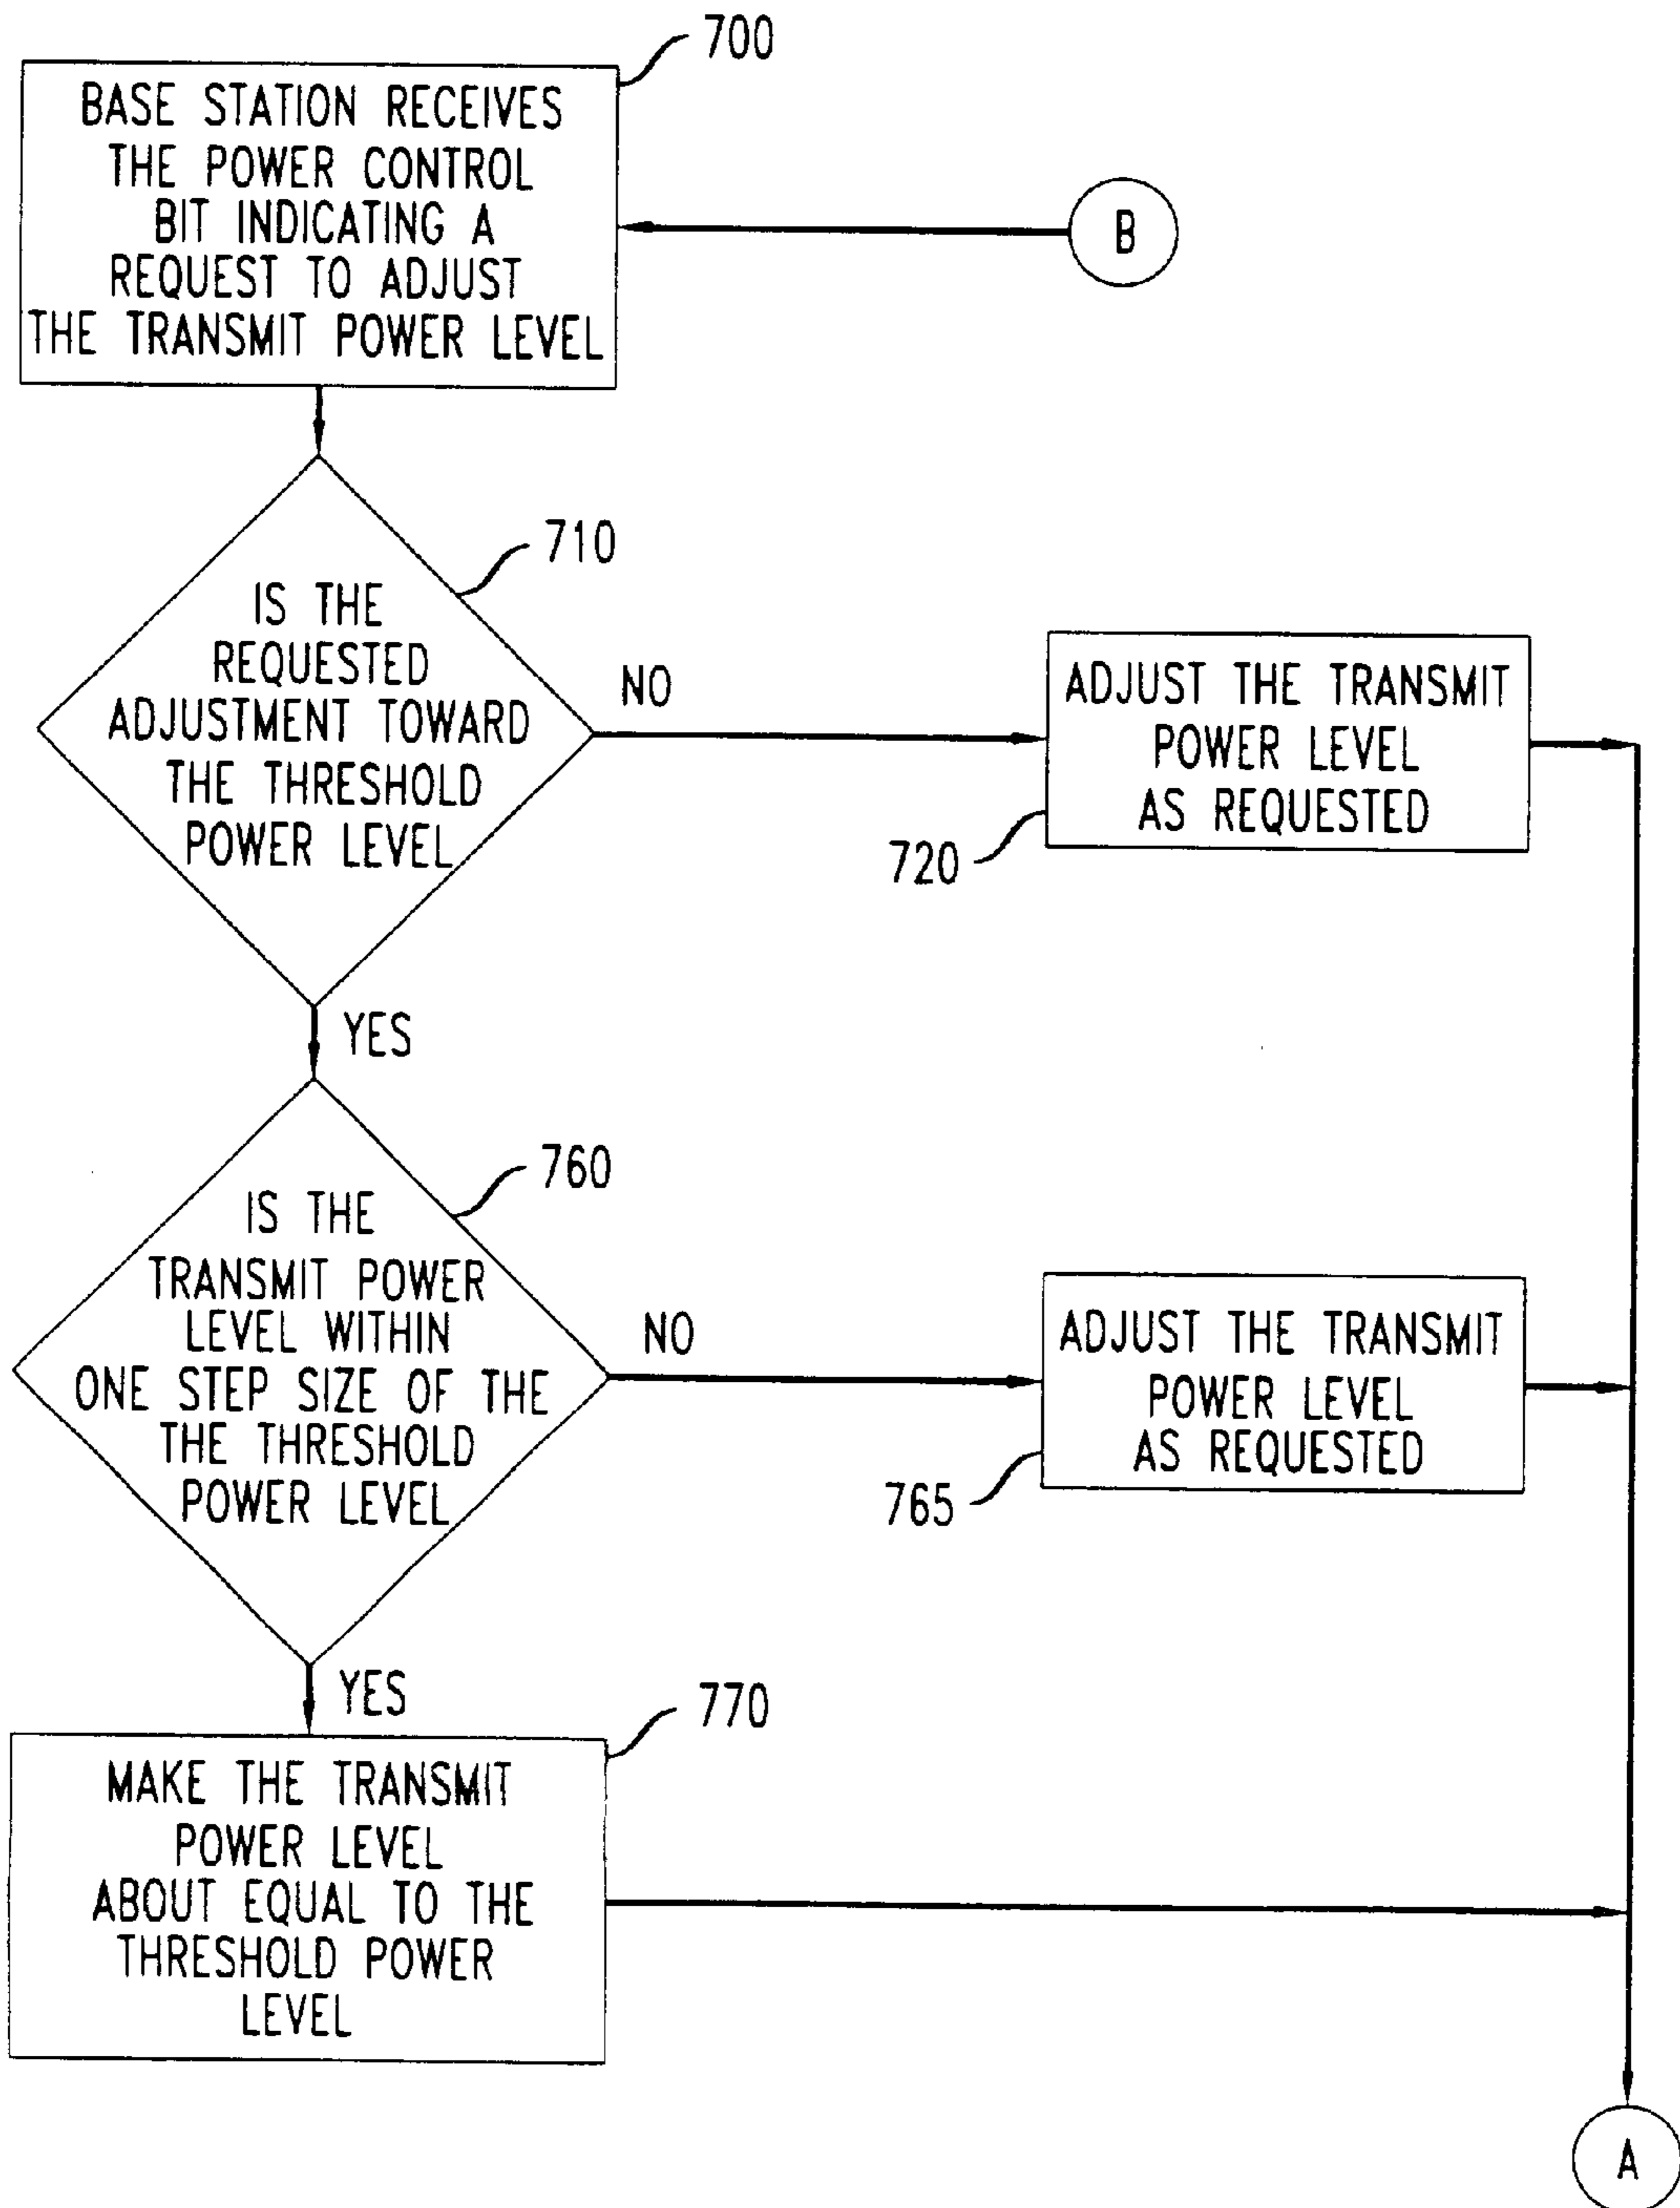 700
BASE STATION RECEIVES
THE POWER CONTROL
BIT INDICATING A
REQUEST TO ADJUST
THE TRANSMIT POWER LEVEL
B
710
IS THE
REQUESTED
ADJUSTMENT TOWARD
THE THRESHOLD
POWER LEVEL
NO
ADJUST THE TRANSMIT
POWER LEVEL
AS REQUESTED
720
YES
760
IS THE
TRANSMIT POWER
LEVEL WITHIN
ONE STEP SIZE OF THE
THE THRESHOLD
POWER LEVEL
NO
ADJUST THE TRANSMIT
POWER LEVEL
AS REQUESTED
765
YES
770
MAKE THE TRANSMIT
POWER LEVEL
ABOUT EQUAL TO THE
THRESHOLD POWER
LEVEL
A